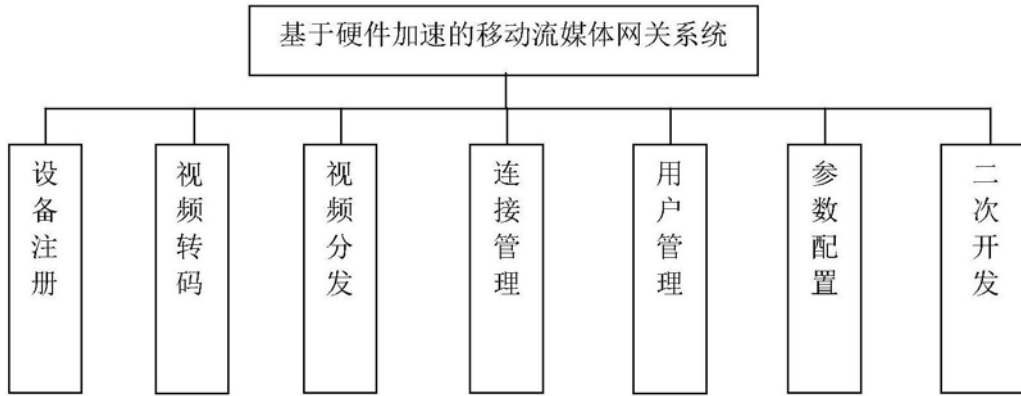 基于硬件加速的移动流媒体网关系统
设备注册
视频转码
视频分发
连接管理
用户管理
参数配置
二次开发